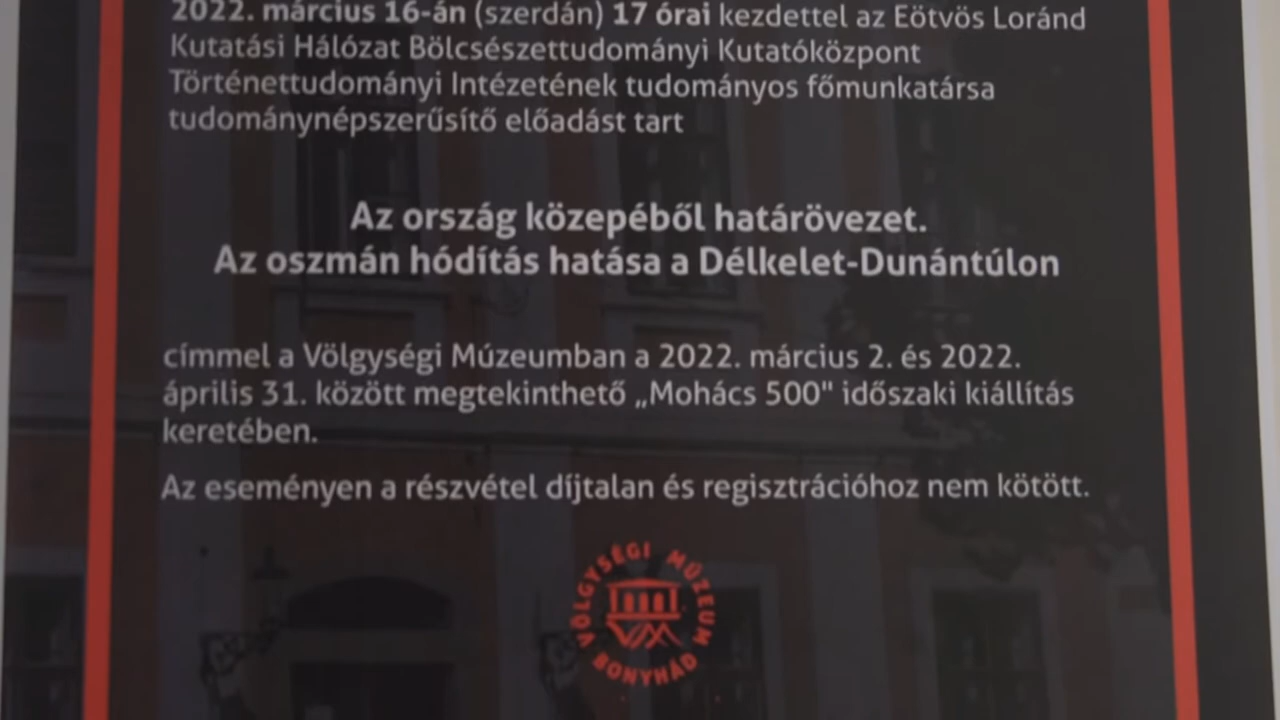 2022. március 16-án (szerdán) 17 órai kezdettel az Eötvös Loránd
Kutatási Hálózat Bölcsészettudományi Kutatóközpont
Történettudományi Intézetének tudományos főmunkatársa
tudománynépszerűsítő előadást tart
Az ország közepéből határövezet.
Az oszmán hódítás hatása a Délkelet-Dunántúlon
címmel a Völgységi Múzeumban a 2022. március 2. és 2022.
április 31. között megtekinthető „Mohács 500" időszaki kiállítás
keretében.
Az eseményen a részvétel díjtalan és regisztrációhoz nem kötött.
VÖLGYSÉGI MÚZEUM
BONYHÁD